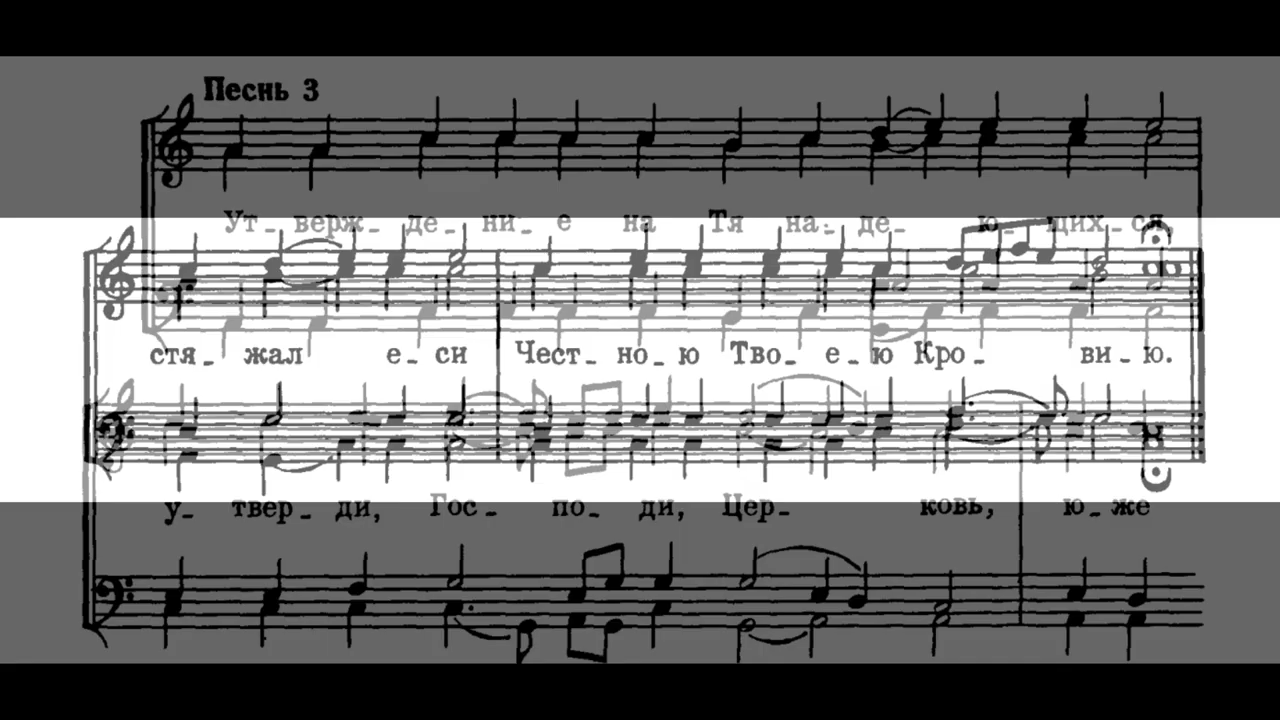 Песнь 3
Ут- верж- де- ни- е на Тя на- де- ю- щих- ся,
стя- жал е- си Чест- но- ю Тво- е- ю Кро- ви- ю.
у- твер- ди, Гос- по- ди, Цер- ковь, ю- же